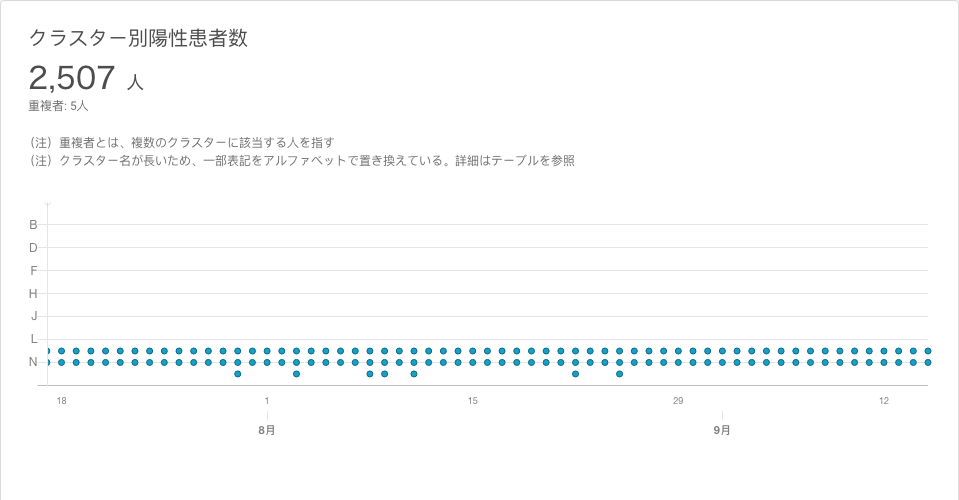 クラスター別陽性患者数
2,507 人
重複者: 5人
（注）重複者とは、複数のクラスターに該当する人を指す
（注）クラスター名が長いため、一部表記をアルファベットで置き換えている。詳細はテーブルを参照
B
D
F
H
J
L
N
18 1 15 29 12
8月 9月